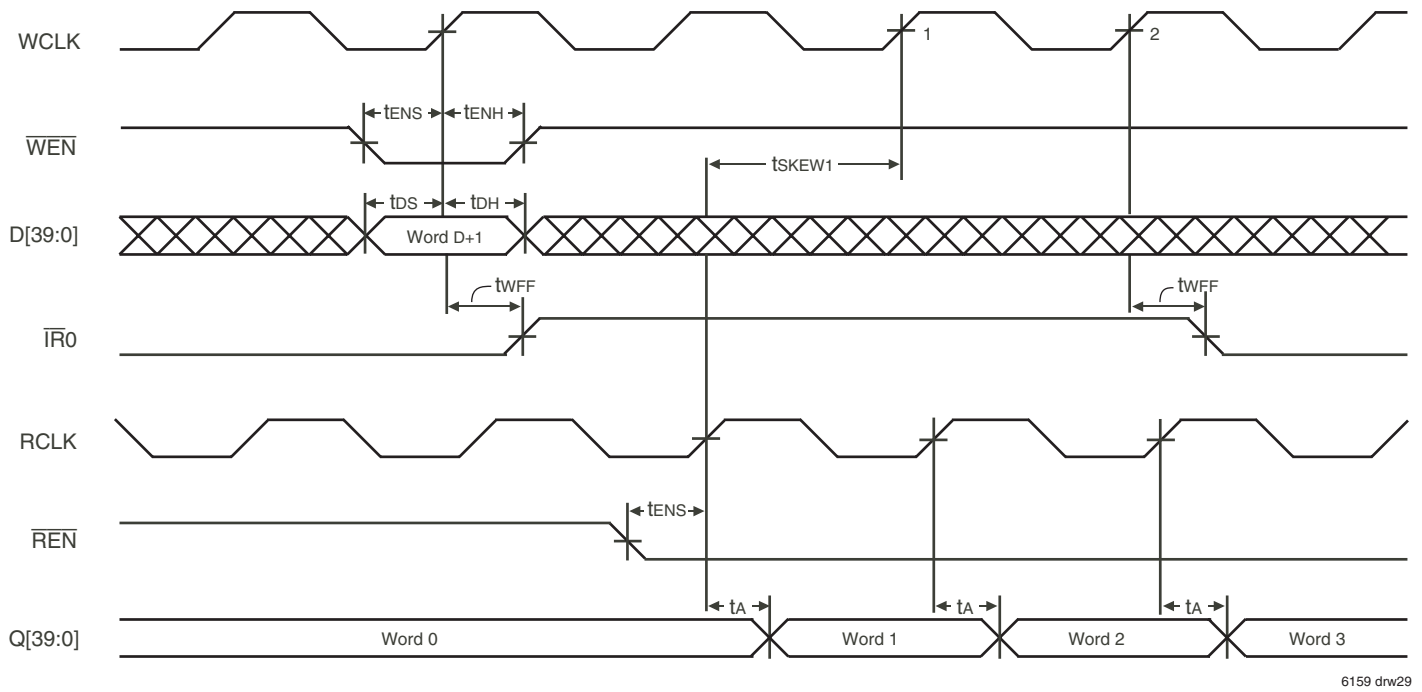 WCLK
1
2
tENS
tENH
WEN
tSKEW1
tDS
tDH
D[39:0]
Word D+1
tWFF
tWFF
IR0
RCLK
tENS
REN
tA
tA
tA
Q[39:0]
Word 0
Word 1
Word 2
Word 3
6159 drw29